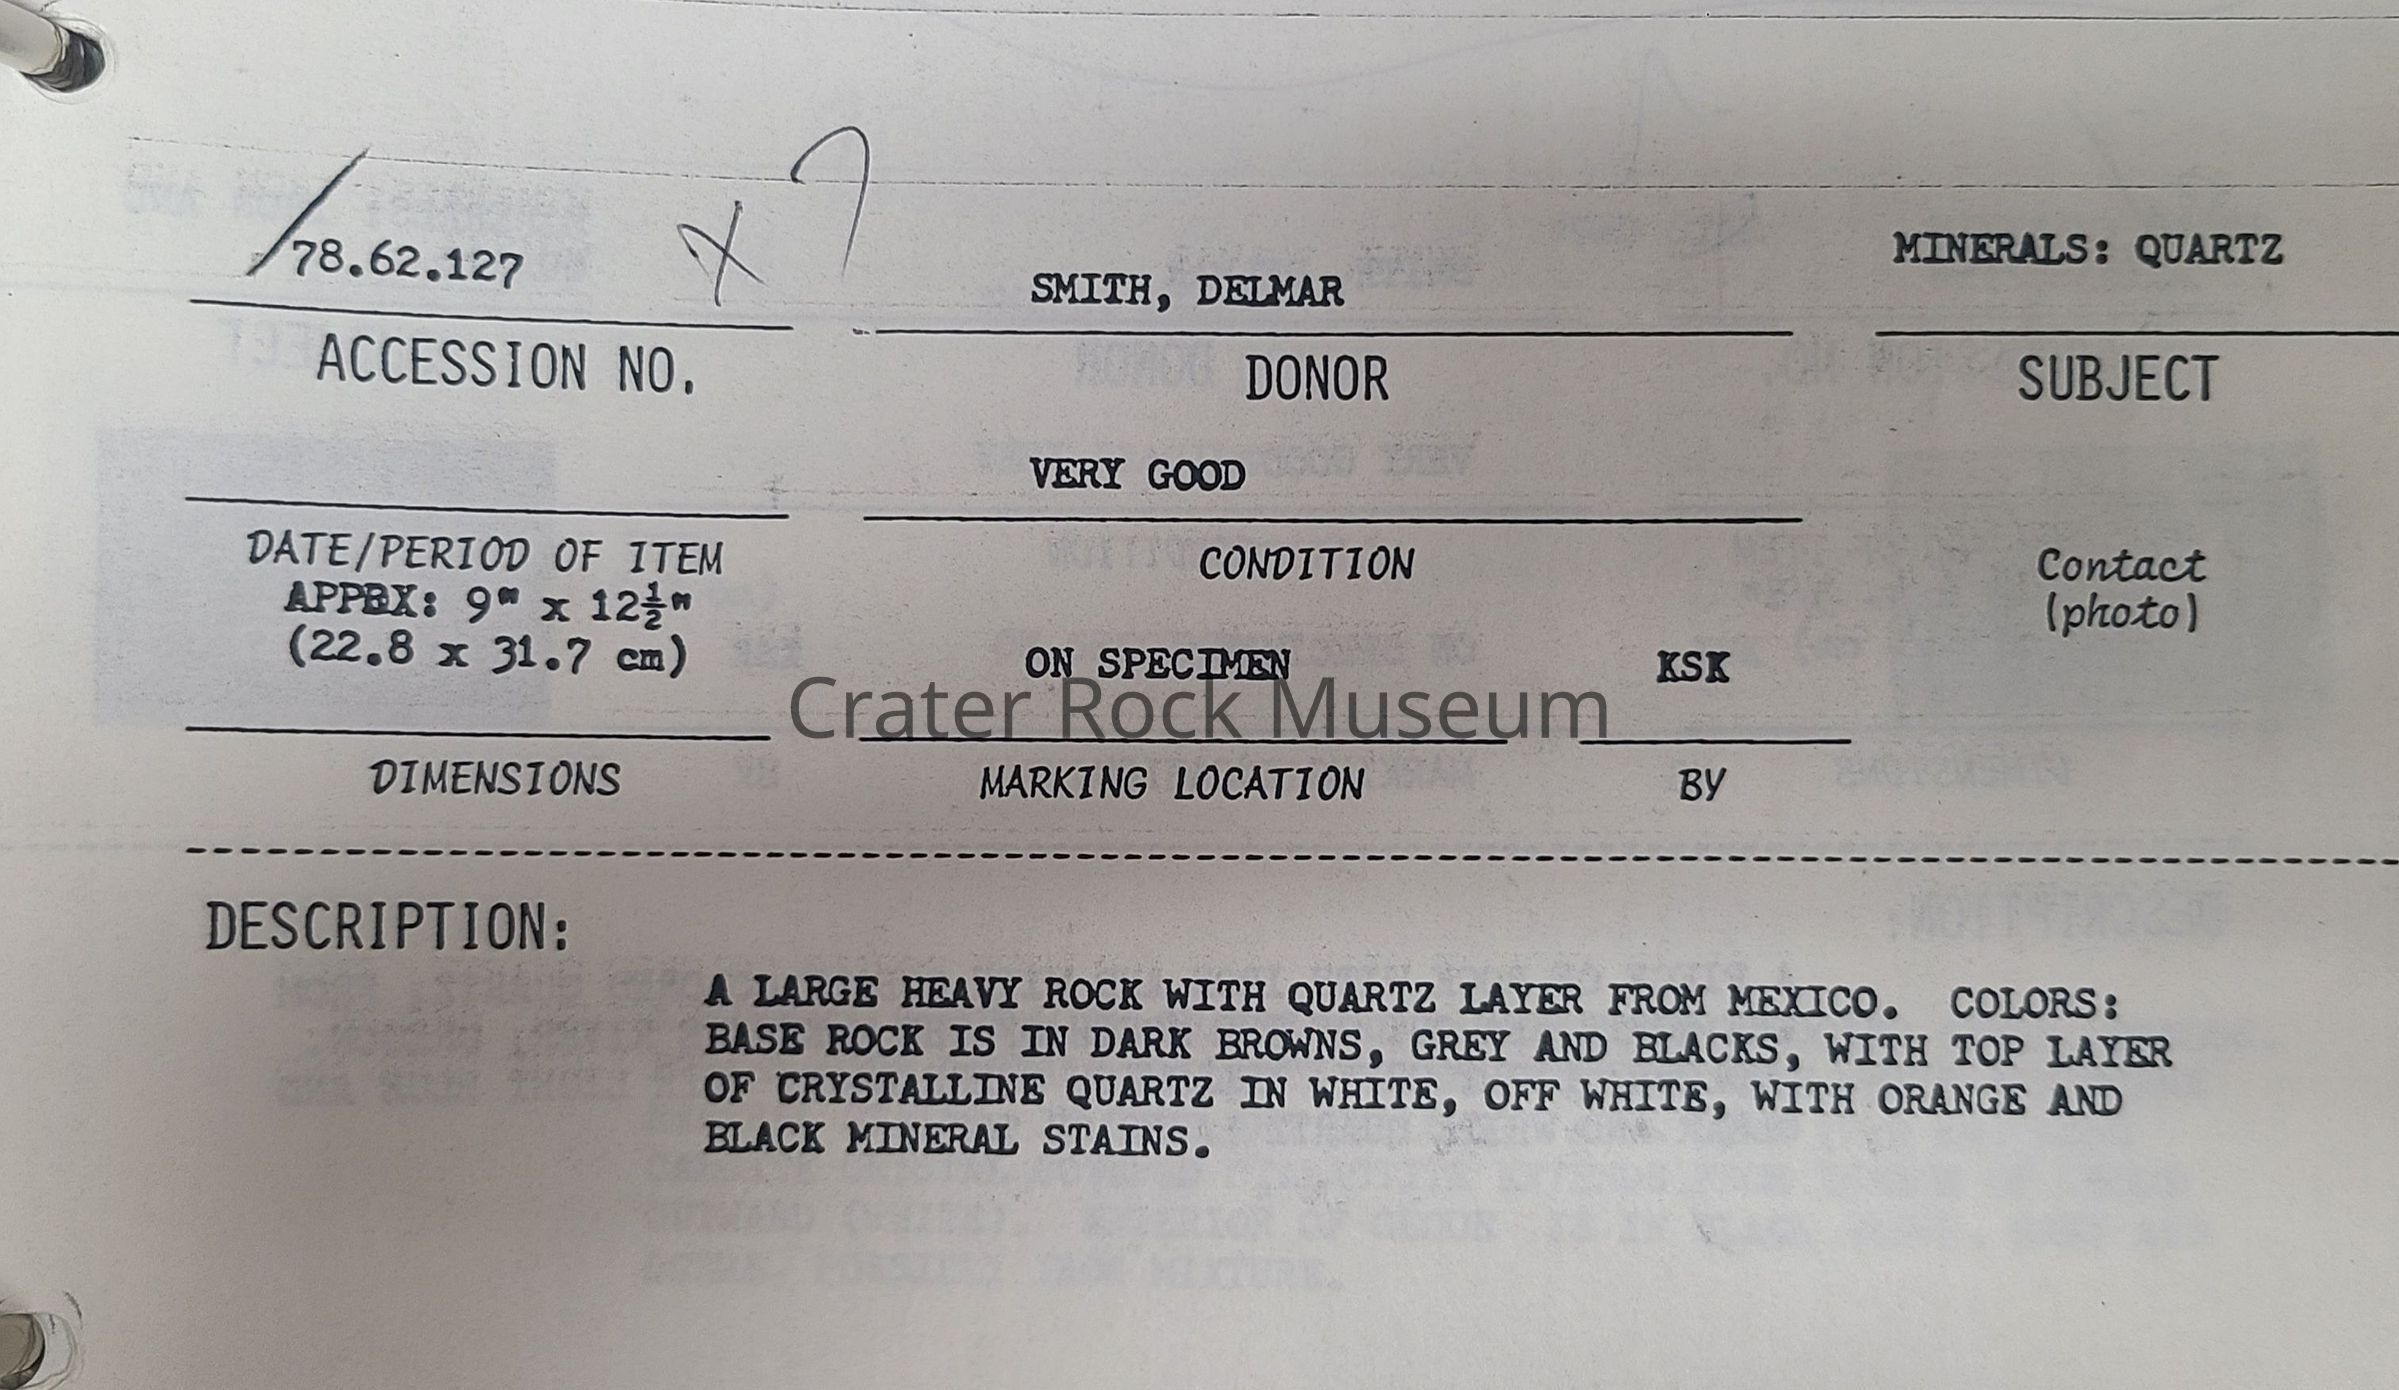 /78.62.127
x ?
SMITH, DELMAR
MINERALS: QUARTZ
ACCESSION NO.
DONOR
SUBJECT
VERY GOOD
DATE/PERIOD OF ITEM
CONDITION
Contact
(photo)
APPRX: 9" x 12½"
(22.8 x 31.7 cm)
ON SPECIMEN
KSK
Crater Rock Museum
DIMENSIONS
MARKING LOCATION
BY
DESCRIPTION:
A LARGE HEAVY ROCK WITH QUARTZ LAYER FROM MEXICO. COLORS:
BASE ROCK IS IN DARK BROWNS, GREY AND BLACKS, WITH TOP LAYER
OF CRYSTALLINE QUARTZ IN WHITE, OFF WHITE, WITH ORANGE AND
BLACK MINERAL STAINS.